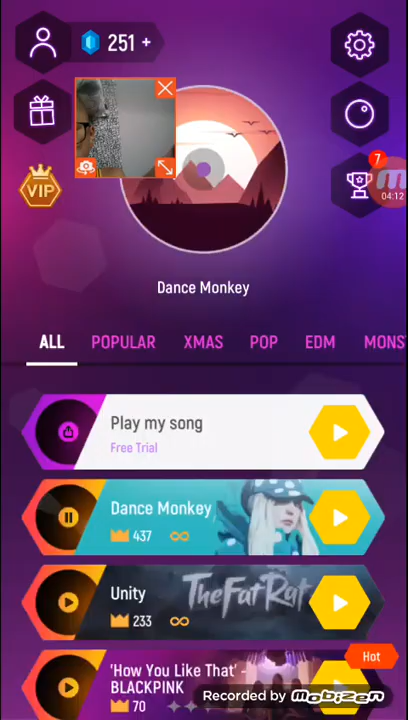 251 +
VIP
7
04:12
Dance Monkey
ALL POPULAR XMAS POP EDM MONS
Play my song
Free Trial
Dance Monkey
437
Unity
TheFatRat
233
Hot
'How You Like That' -
BLACKPINK
70
Recorded by Mobizen